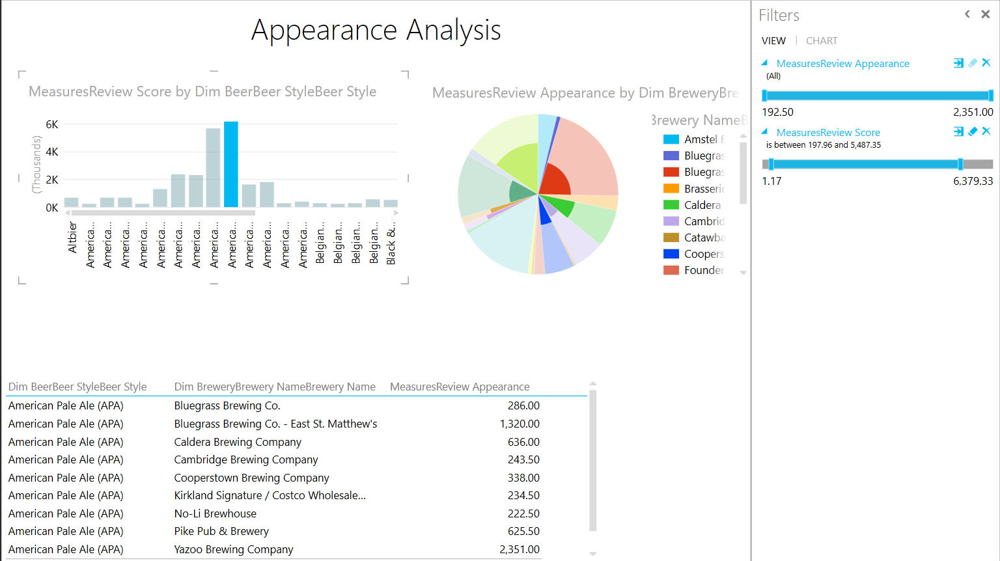 Appearance Analysis
MeasuresReview Score by Dim BeerBeer StyleBeer Style
(Thousands)
6K
4K
2K
0K
Altbier
America...
America...
America...
America...
America...
America...
America...
America...
America...
America...
America...
America...
America...
Belgian...
Belgian...
Belgian...
Belgian...
Black &...
MeasuresReview Appearance by Dim BreweryBre
Brewery NameB
Amstel B
Bluegras
Bluegras
Brasserie
Caldera
Cambrid
Catawba
Coopers
Founder
Dim BeerBeer StyleBeer Style Dim BreweryBrewery NameBrewery Name MeasuresReview Appearance
American Pale Ale (APA) Bluegrass Brewing Co. 286.00
American Pale Ale (APA) Bluegrass Brewing Co. - East St. Matthew's 1,320.00
American Pale Ale (APA) Caldera Brewing Company 636.00
American Pale Ale (APA) Cambridge Brewing Company 243.50
American Pale Ale (APA) Cooperstown Brewing Company 338.00
American Pale Ale (APA) Kirkland Signature / Costco Wholesale... 234.50
American Pale Ale (APA) No-Li Brewhouse 222.50
American Pale Ale (APA) Pike Pub & Brewery 625.50
American Pale Ale (APA) Yazoo Brewing Company 2,351.00
Filters
VIEW | CHART
MeasuresReview Appearance
(All)
192.50 2,351.00
MeasuresReview Score
is between 197.96 and 5,487.35
1.17 6,379.33